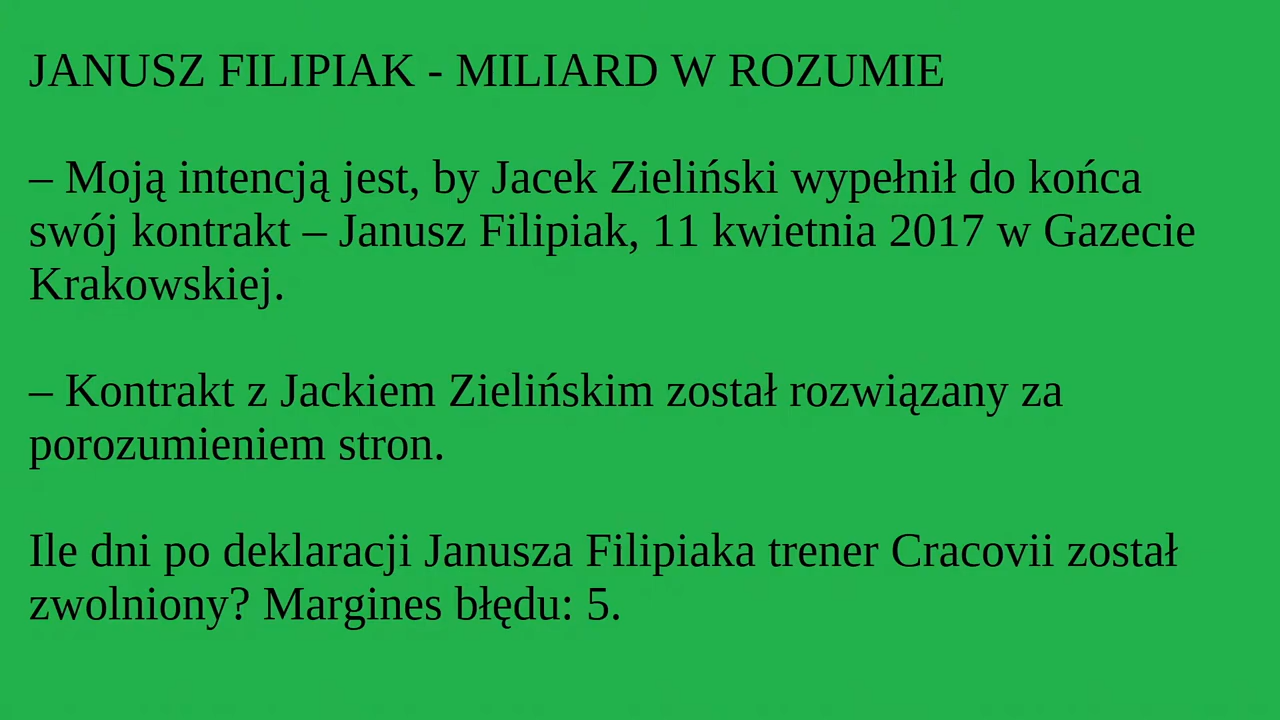 JANUSZ FILIPIAK - MILIARD W ROZUMIE
– Moją intencją jest, by Jacek Zieliński wypełnił do końca
swój kontrakt – Janusz Filipiak, 11 kwietnia 2017 w Gazecie
Krakowskiej.
– Kontrakt z Jackiem Zielińskim został rozwiązany za
porozumieniem stron.
Ile dni po deklaracji Janusza Filipiaka trener Cracovii został
zwolniony? Margines błędu: 5.